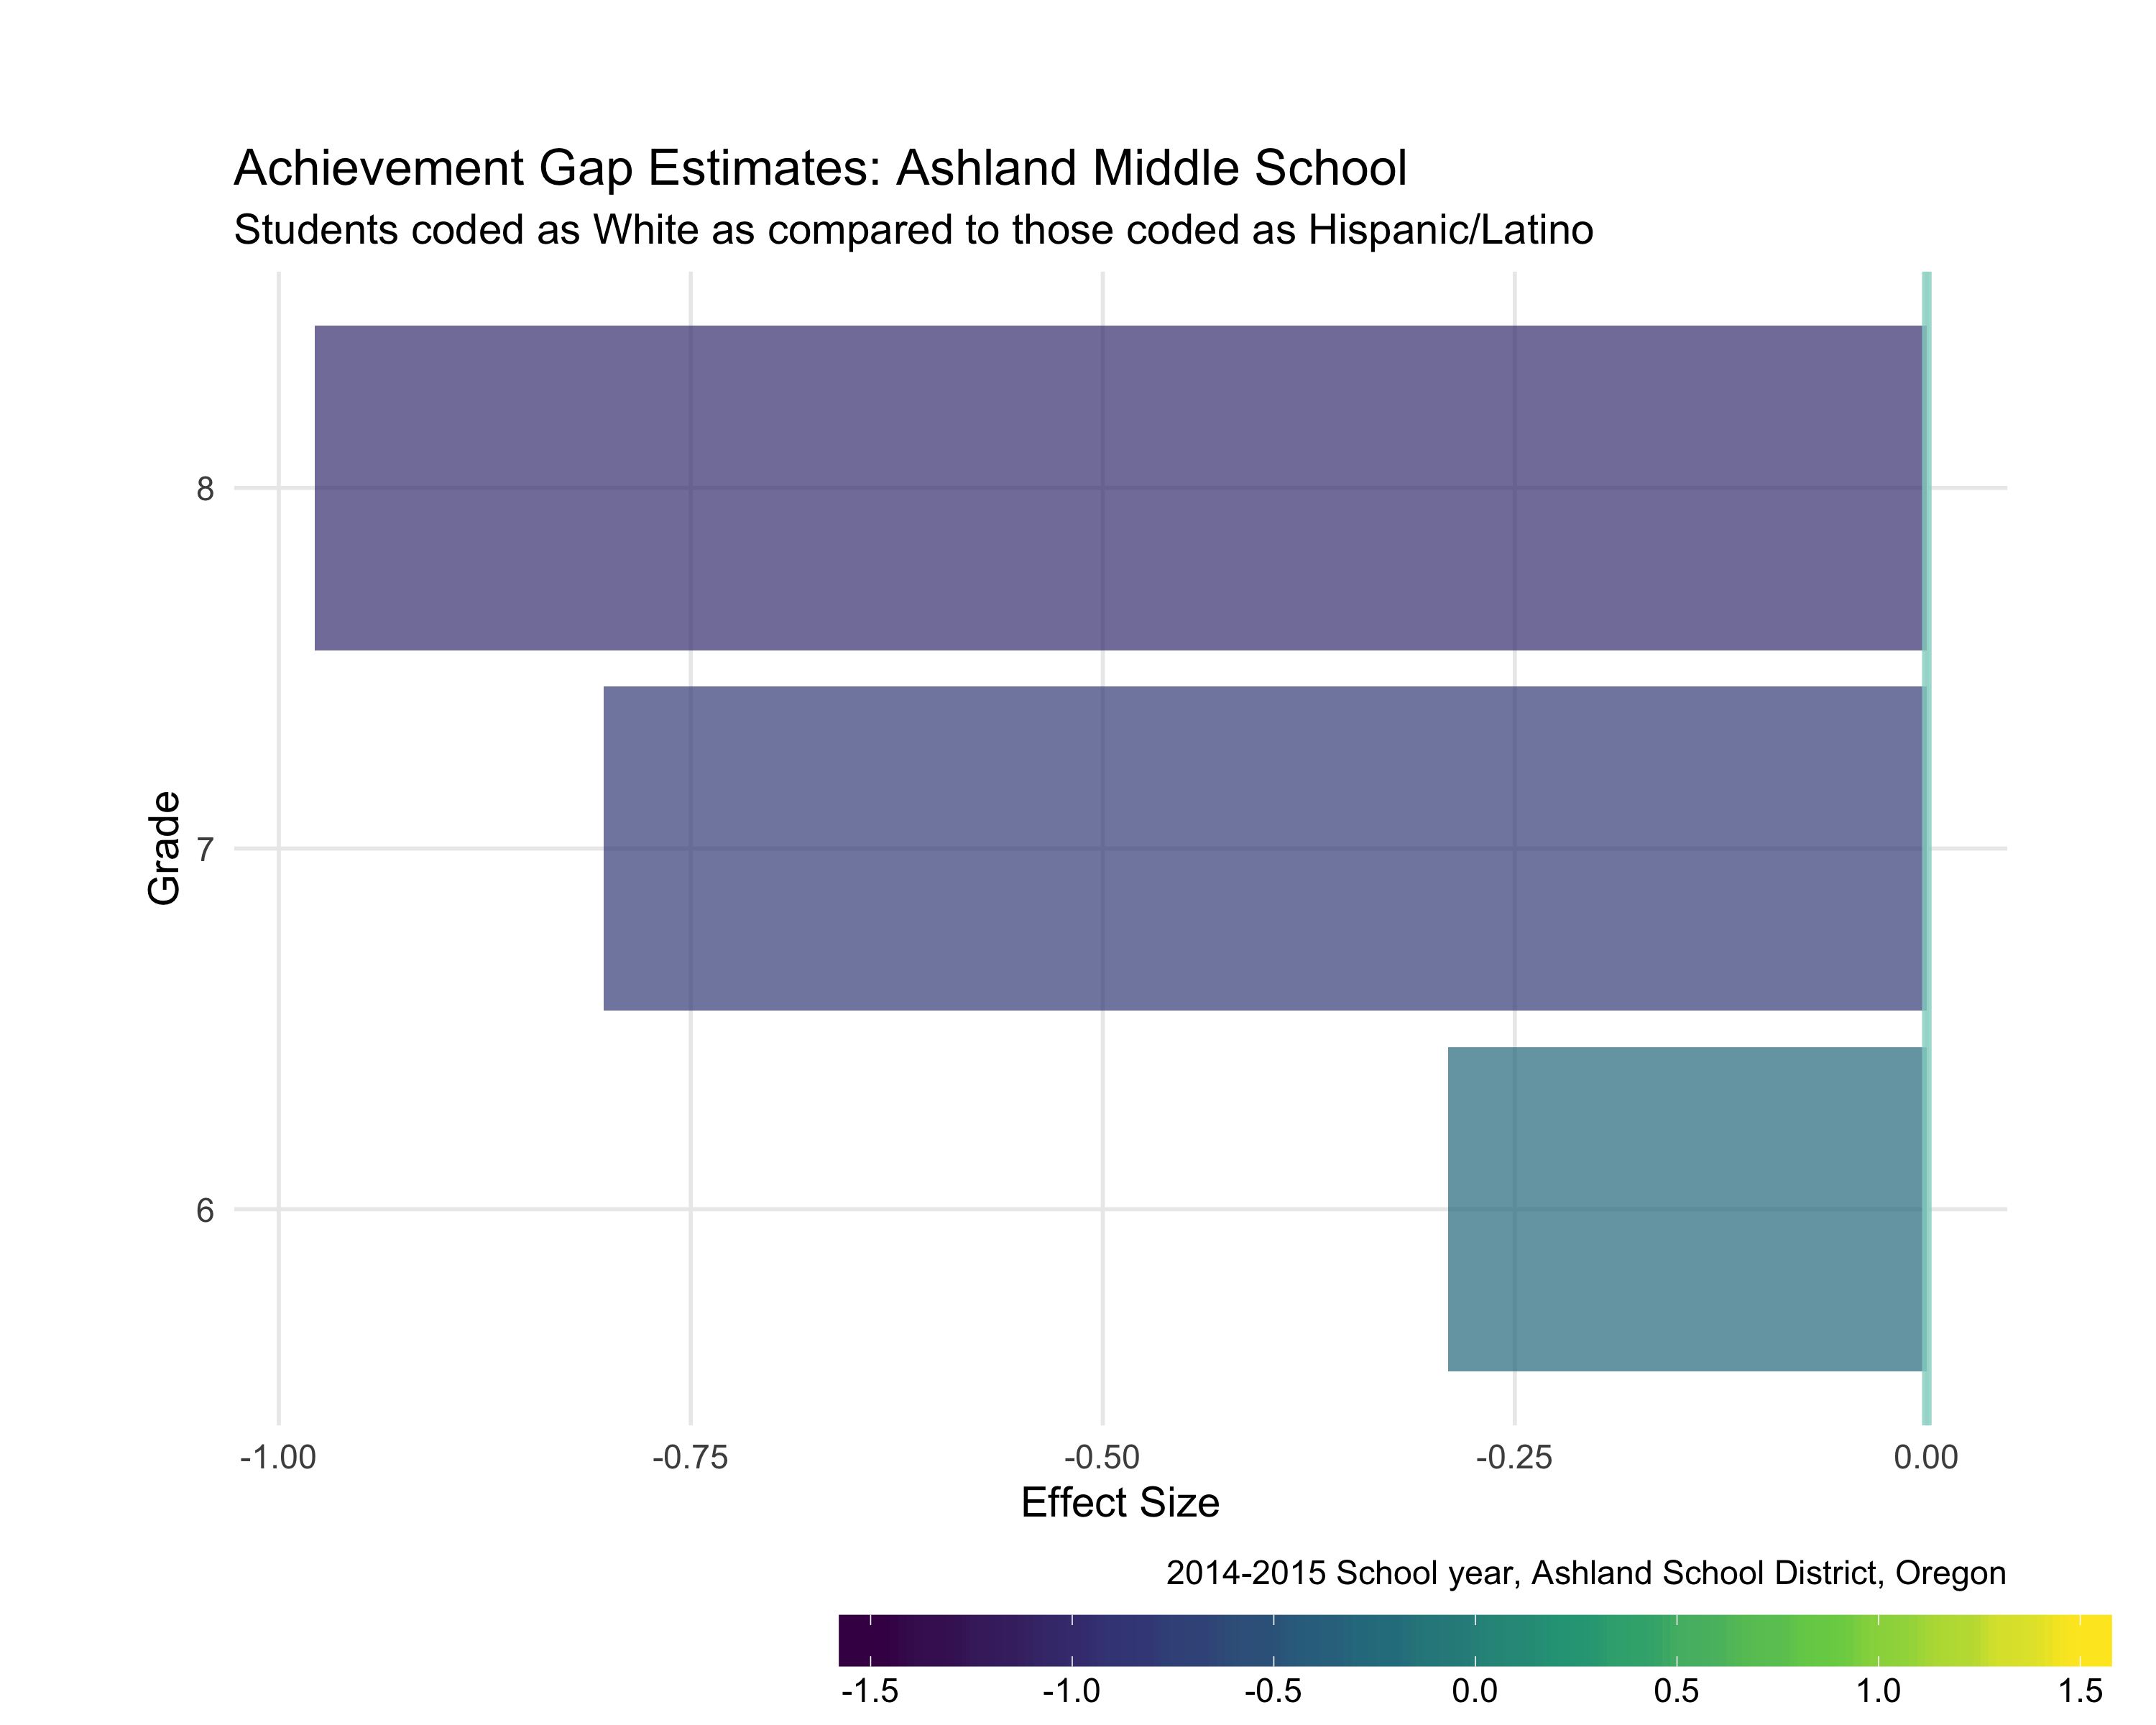 Achievement Gap Estimates: Ashland Middle School
Students coded as White as compared to those coded as Hispanic/Latino
8
7
6
Grade
-1.00 -0.75 -0.50 -0.25 0.00
Effect Size
2014-2015 School year, Ashland School District, Oregon
-1.5 -1.0 -0.5 0.0 0.5 1.0 1.5